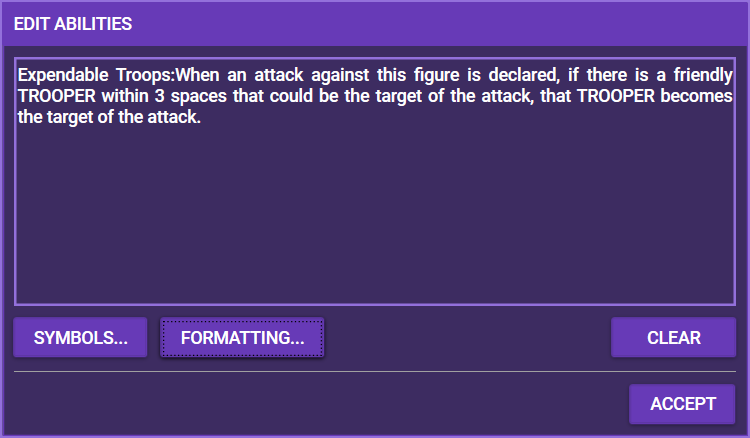 EDIT ABILITIES
Expendable Troops:When an attack against this figure is declared, if there is a friendly
TROOPER within 3 spaces that could be the target of the attack, that TROOPER becomes
the target of the attack.
SYMBOLS...
FORMATTING...
CLEAR
ACCEPT